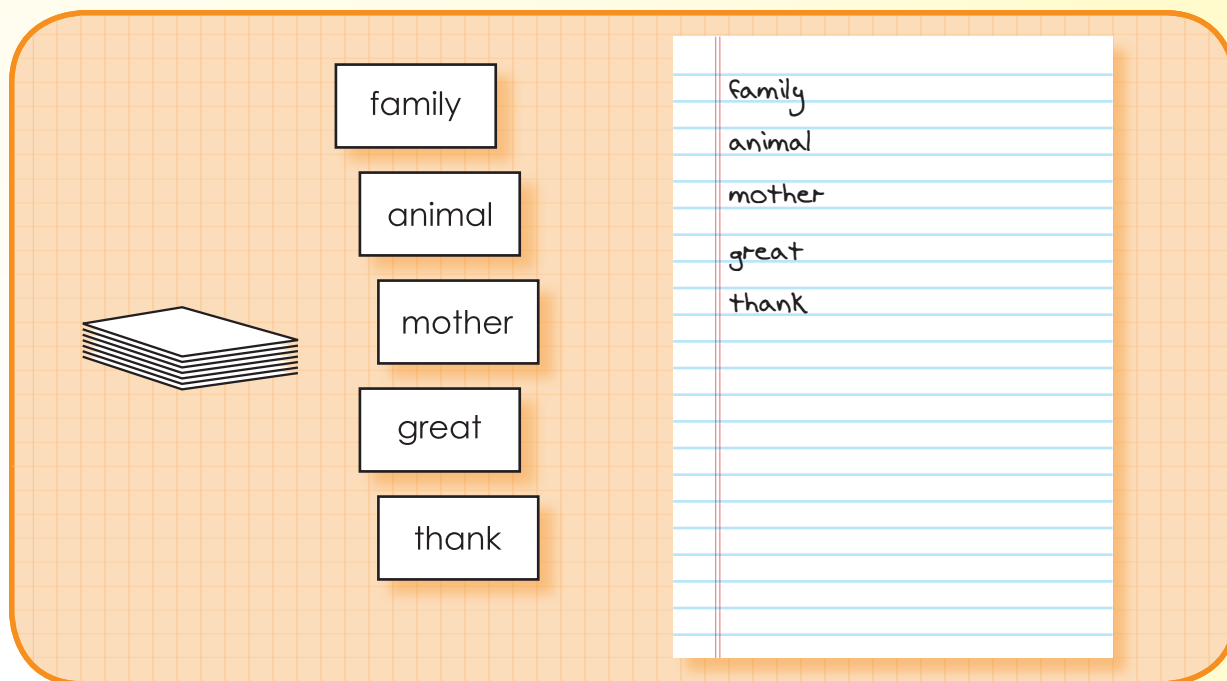 family
animal
mother
great
thank
family
animal
mother
great
thank